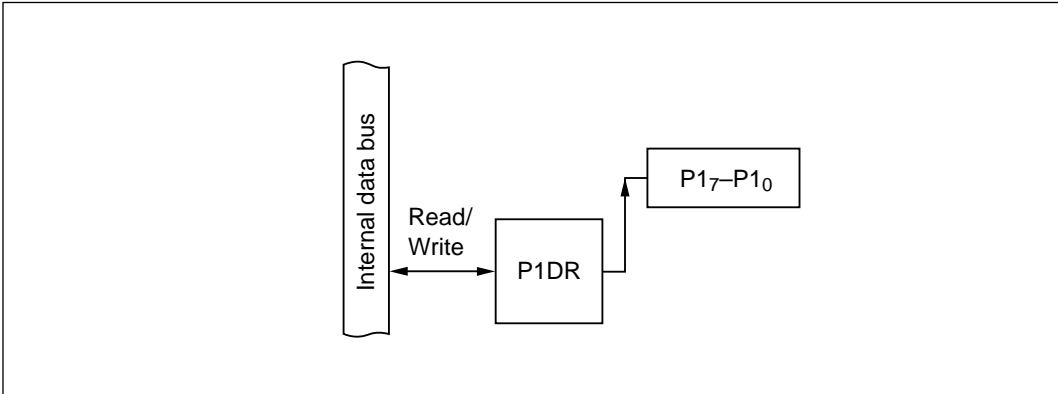 Internal data bus
Read/
Write
P1DR
P1₇–P1₀